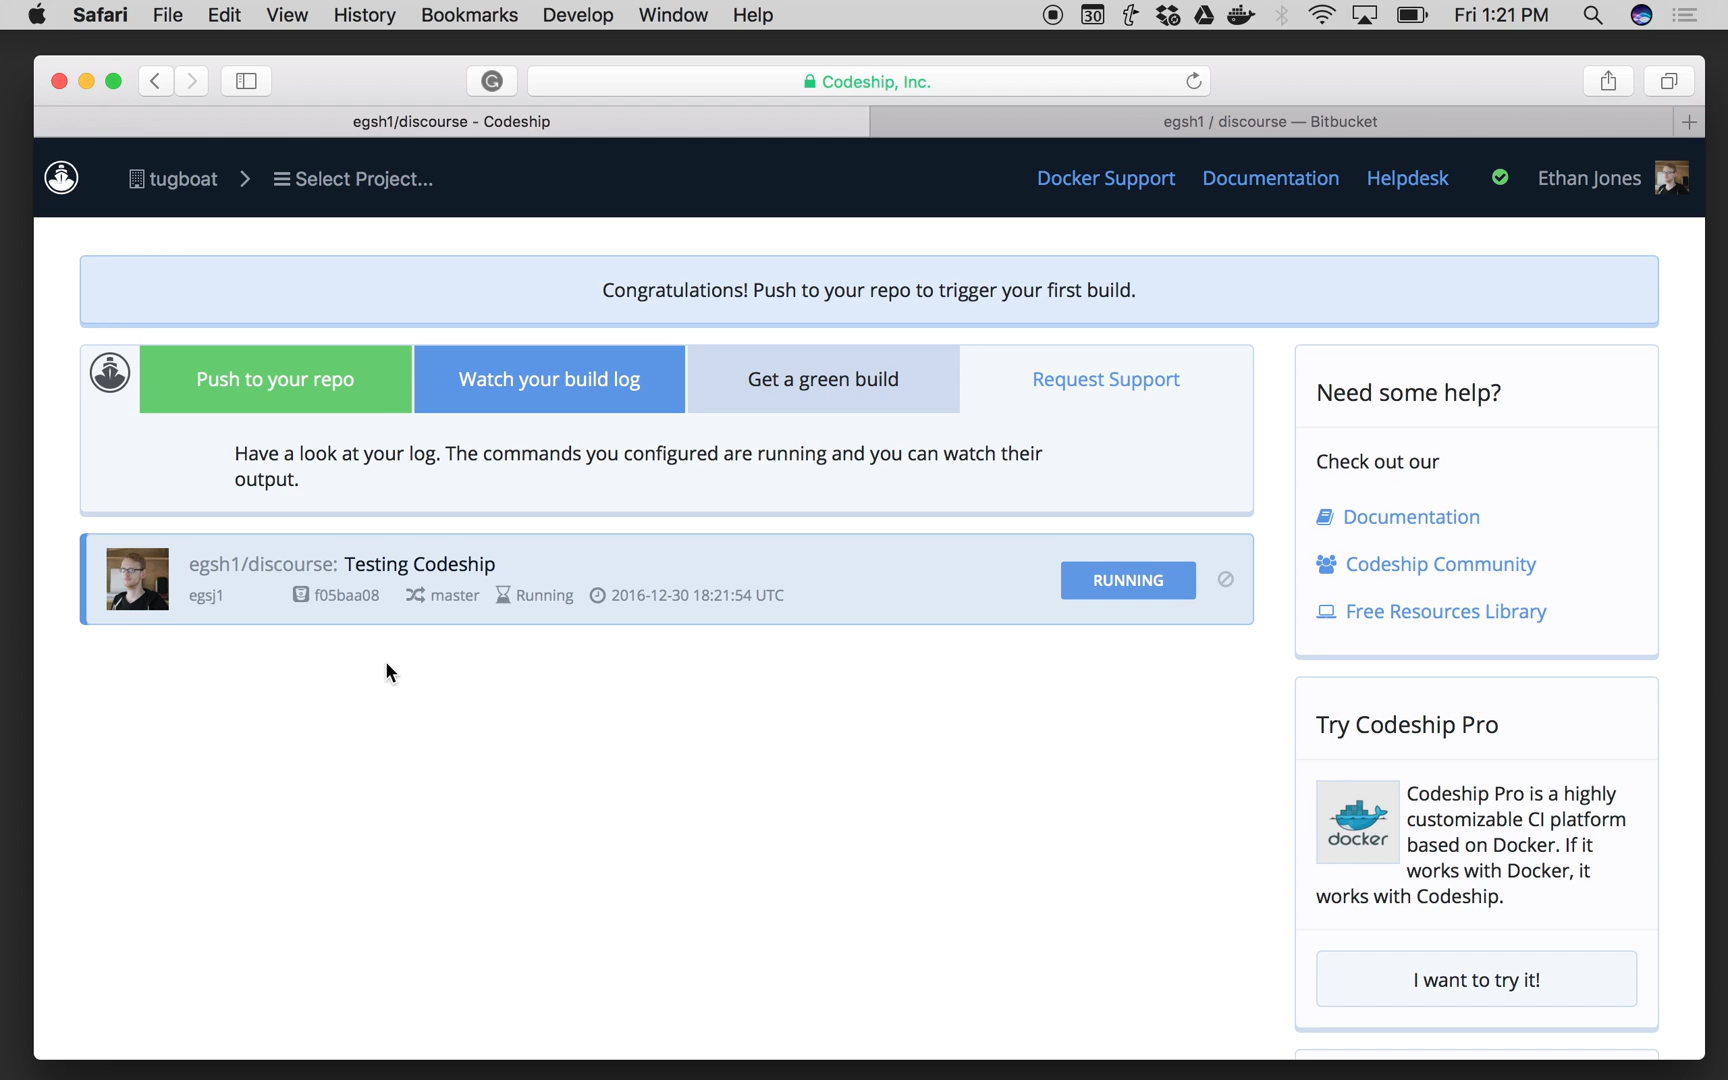 Safari File Edit View History Bookmarks Develop Window Help 30 Fri 1:21 PM
Codeship, Inc.
egsh1/discourse - Codeship
egsh1 / discourse — Bitbucket
tugboat
Select Project...
Docker Support
Documentation
Helpdesk
Ethan Jones
Congratulations! Push to your repo to trigger your first build.
Push to your repo
Watch your build log
Get a green build
Request Support
Have a look at your log. The commands you configured are running and you can watch their
output.
egsh1/discourse: Testing Codeship
egsj1 f05baa08 master Running 2016-12-30 18:21:54 UTC
RUNNING
Need some help?
Check out our
Documentation
Codeship Community
Free Resources Library
Try Codeship Pro
docker
Codeship Pro is a highly
customizable CI platform
based on Docker. If it
works with Docker, it
works with Codeship.
I want to try it!